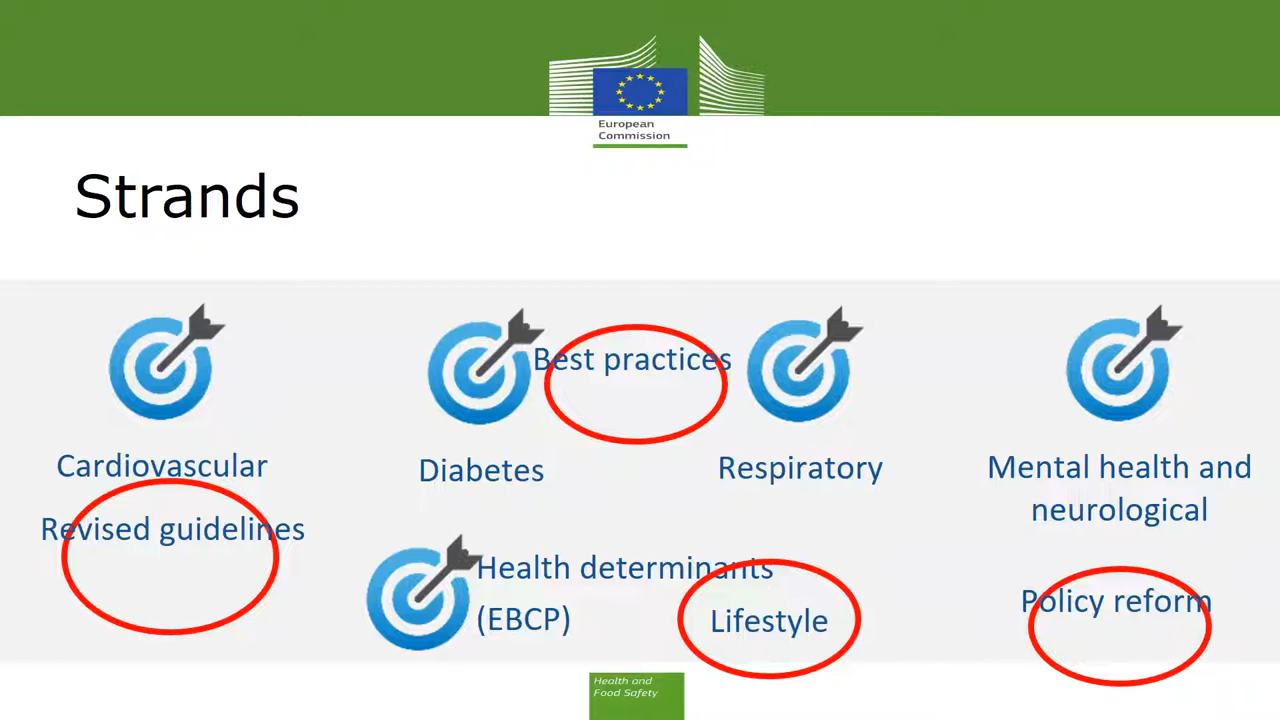 European
Commission
Strands
Best practices
Cardiovascular
Diabetes
Respiratory
Mental health and
neurological
Revised guidelines
Health determinants
(EBCP)
Lifestyle
Policy reform
Health and
Food Safety